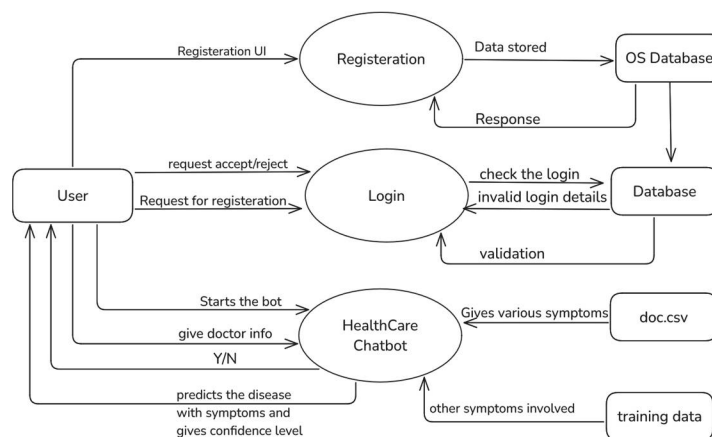 Registeration UI
Registeration
Data stored
OS Database
Response
request accept/reject
check the login
User
Request for registeration
Login
invalid login details
Database
validation
Starts the bot
HealthCare
Chatbot
Gives various symptoms
doc.csv
give doctor info
Y/N
predicts the disease
with symptoms and
gives confidence level
other symptoms involved
training data